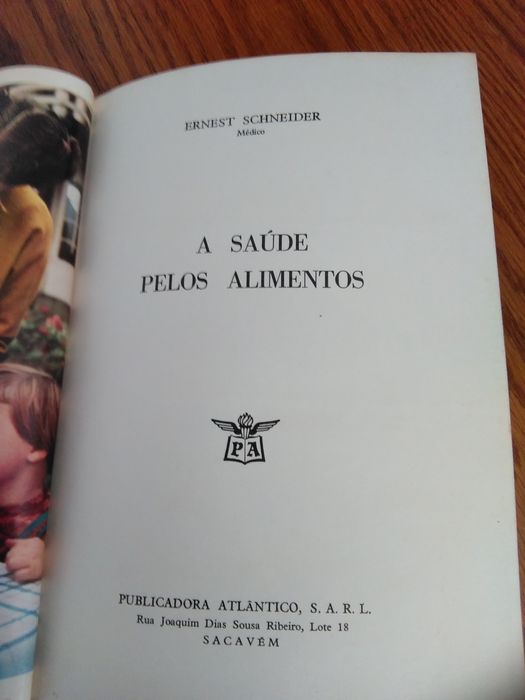 ERNEST SCHNEIDER
Médico
A SAÚDE
PELOS ALIMENTOS
PA
PUBLICADORA ATLÂNTICO, S. A. R. L.
Rua Joaquim Dias Sousa Ribeiro, Lote 18
SACAVÉM